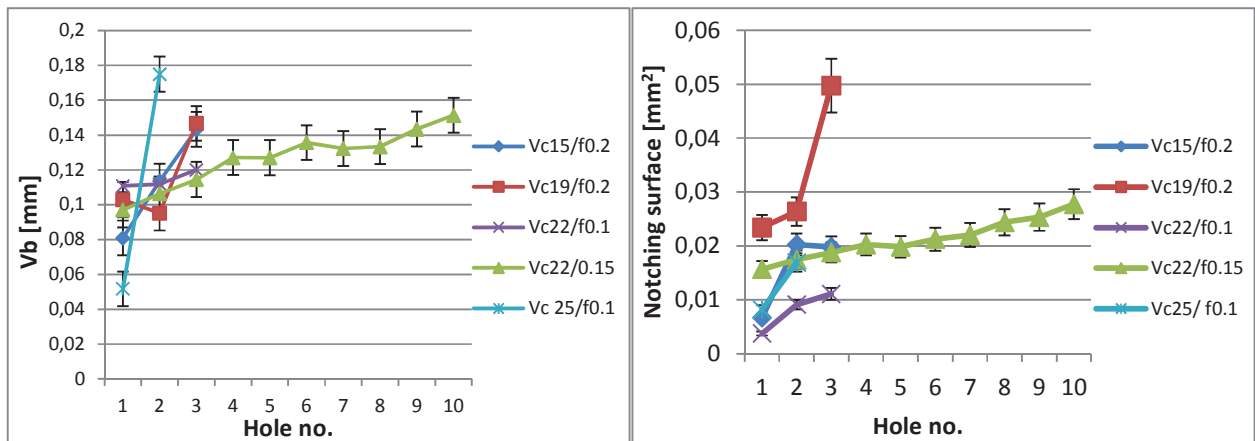 0,2
0,18
0,16
0,14
0,12
0,1
0,08
0,06
0,04
0,02
0
Vb [mm]
1 2 3 4 5 6 7 8 9 10
Hole no.
Vc15/f0.2
Vc19/f0.2
Vc22/f0.1
Vc22/0.15
Vc 25/f0.1
0,06
0,05
0,04
0,03
0,02
0,01
0
Notching surface [mm²]
1 2 3 4 5 6 7 8 9 10
Hole no.
Vc15/f0.2
Vc19/f0.2
Vc22/f0.1
Vc22/f0.15
Vc25/ f0.1